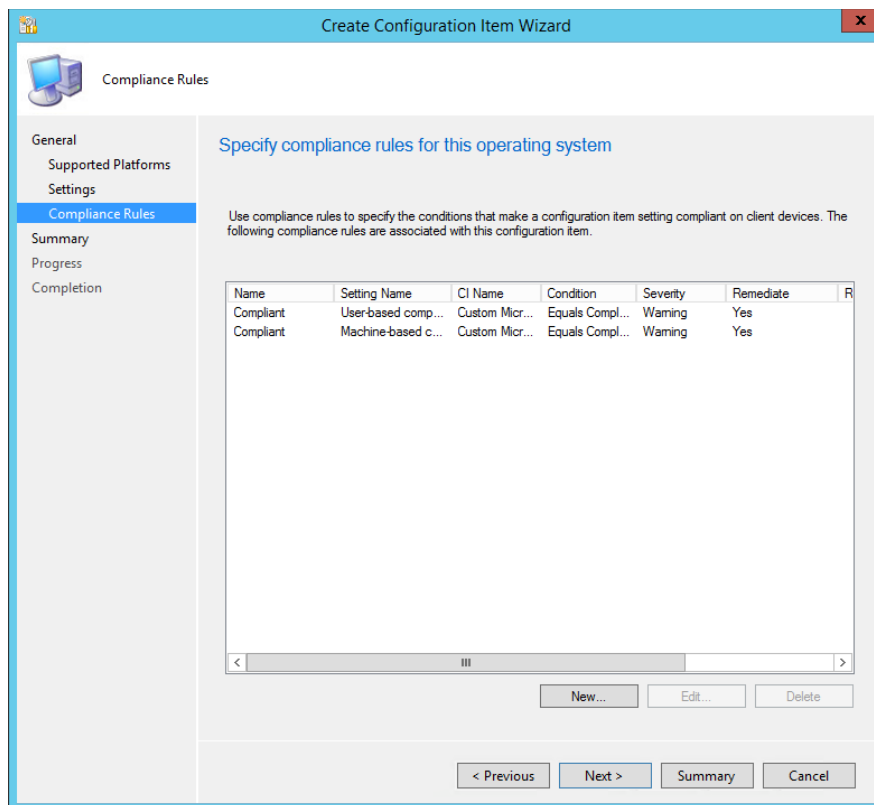 Create Configuration Item Wizard
x
Compliance Rules
General
Supported Platforms
Settings
Compliance Rules
Summary
Progress
Completion
Specify compliance rules for this operating system
Use compliance rules to specify the conditions that make a configuration item setting compliant on client devices. The
following compliance rules are associated with this configuration item.
Name Setting Name CI Name Condition Severity Remediate R
Compliant User-based comp... Custom Micr... Equals Compl... Warning Yes
Compliant Machine-based c... Custom Micr... Equals Compl... Warning Yes
New... Edit... Delete
< Previous Next > Summary Cancel